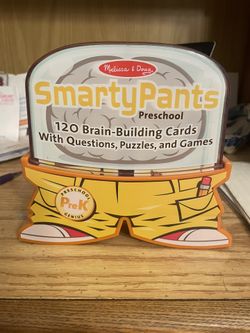 Melissa & Doug
SmartyPants
Preschool
120 Brain-Building Cards
With Questions, Puzzles, and Games
PRESCHOOL
PreK
GENIUS